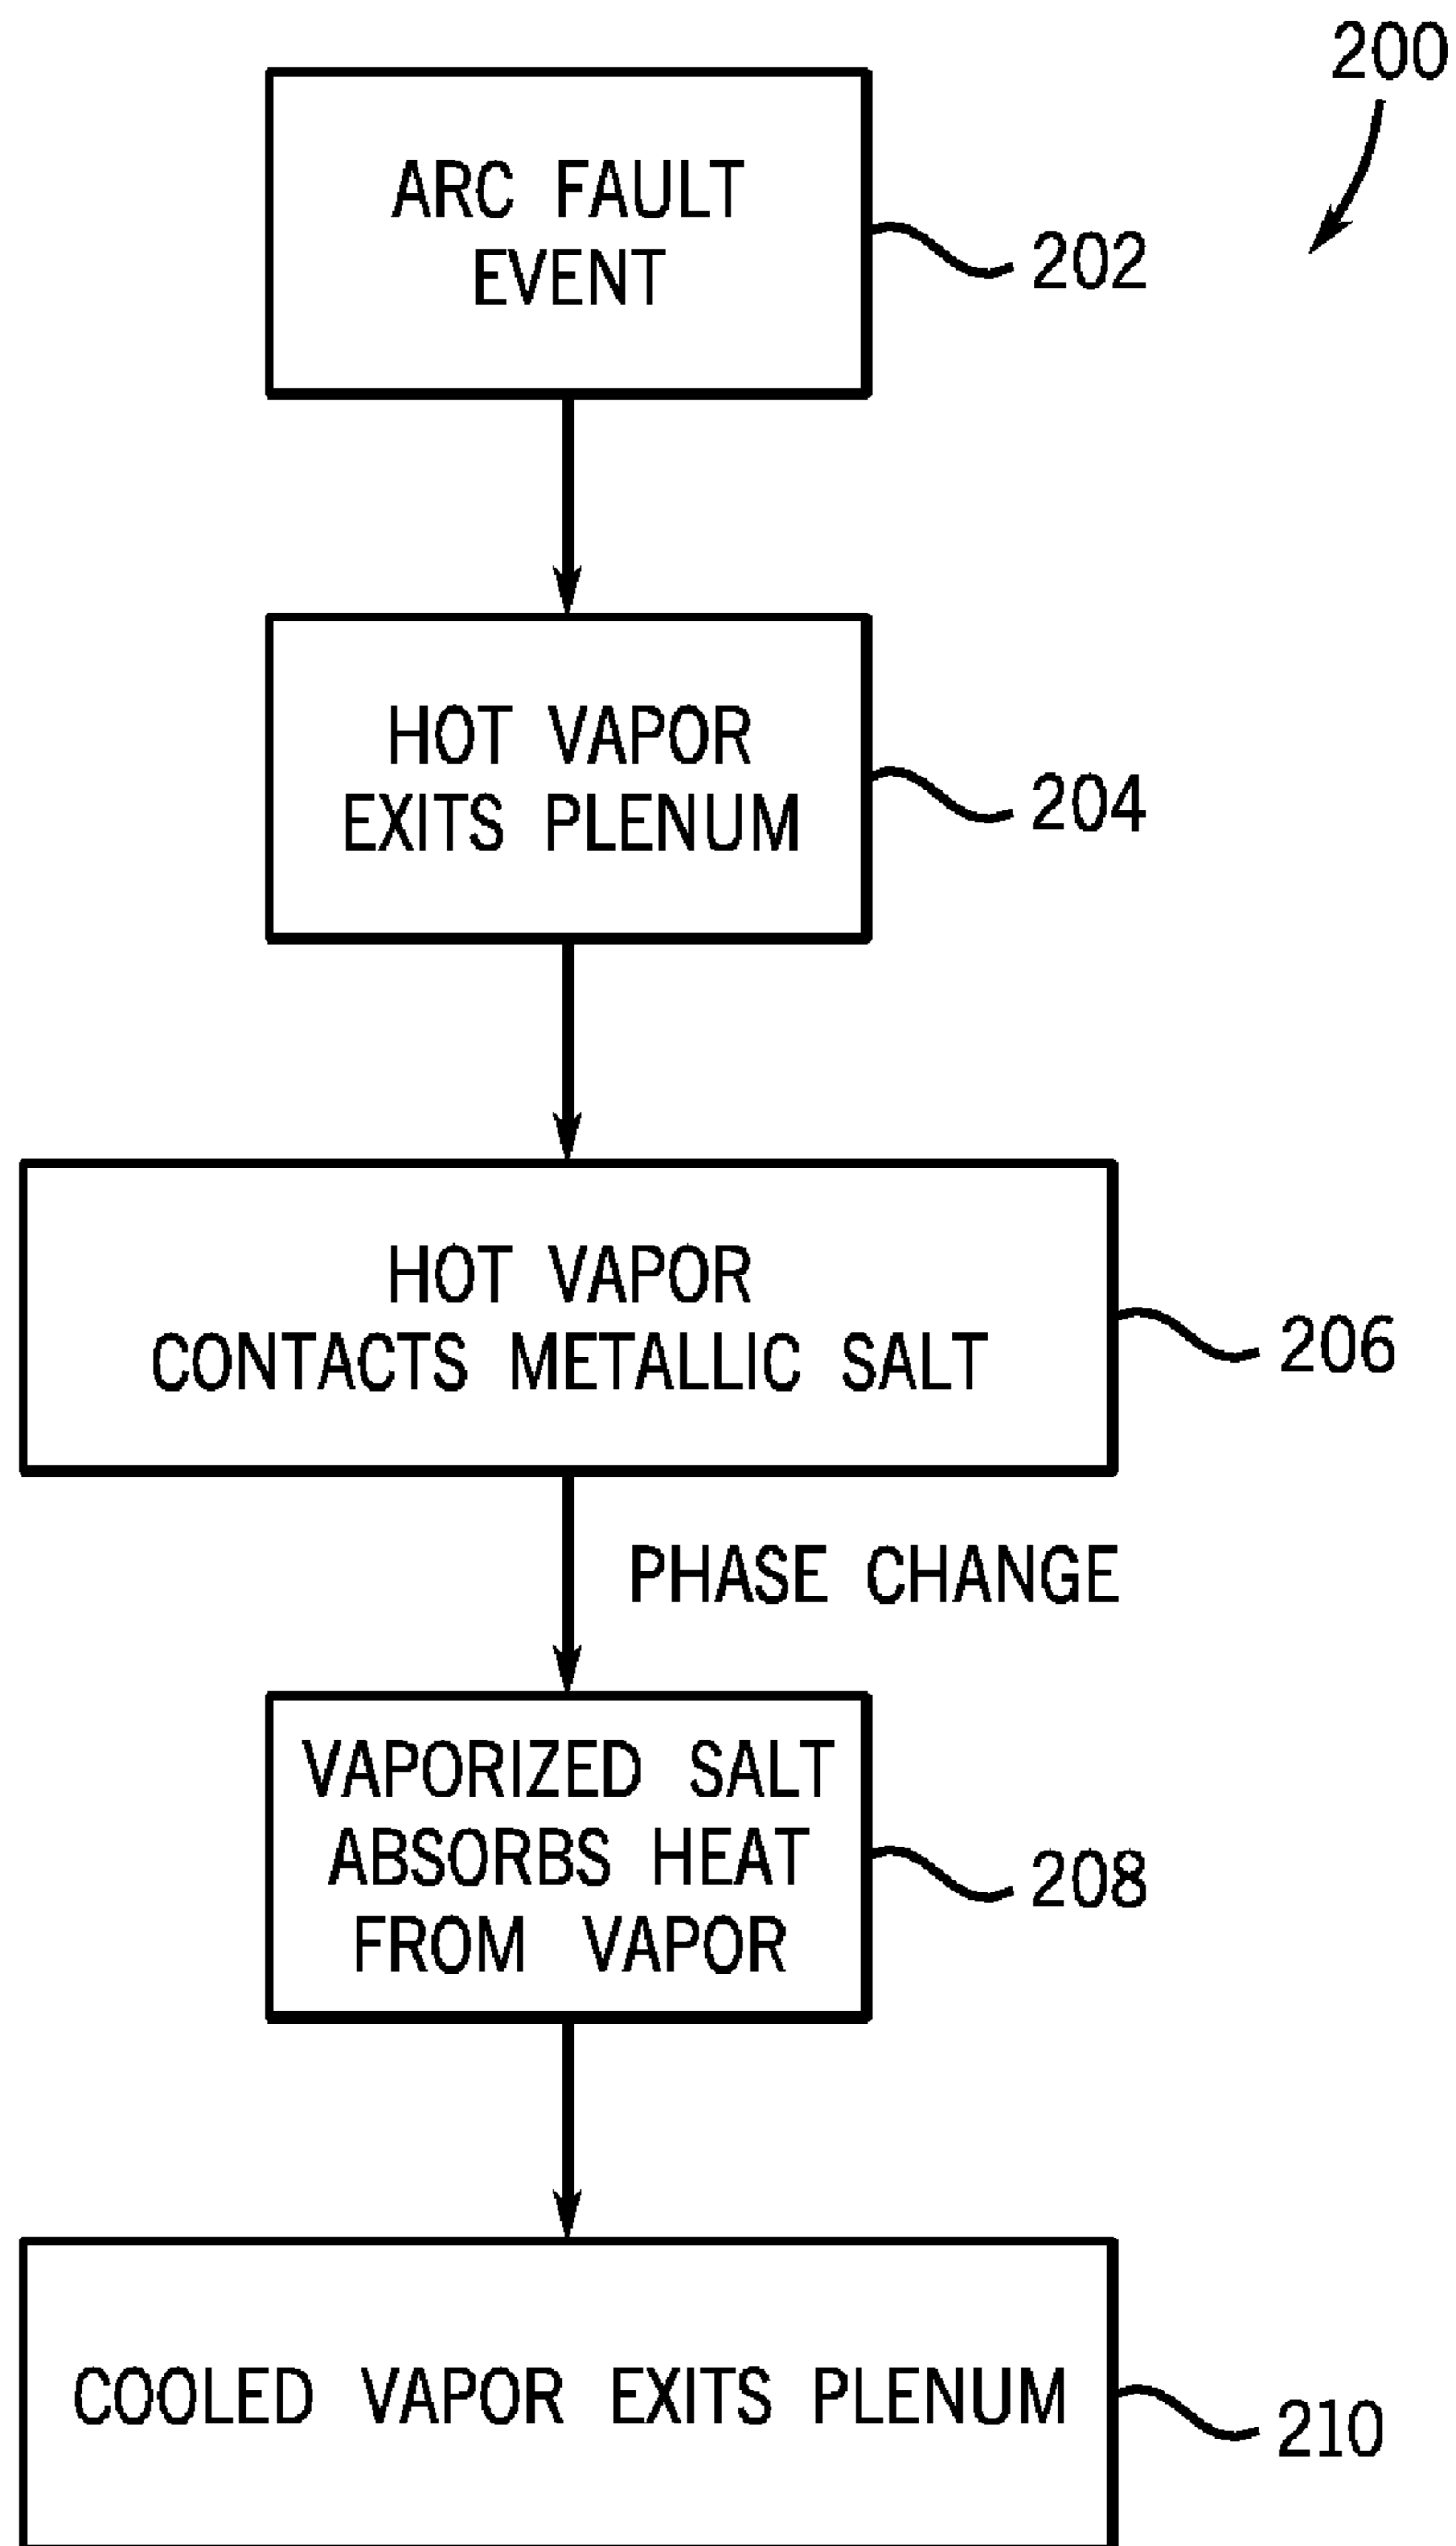 200
ARC FAULT
EVENT
202
HOT VAPOR
EXITS PLENUM
204
HOT VAPOR
CONTACTS METALLIC SALT
206
PHASE CHANGE
VAPORIZED SALT
ABSORBS HEAT
FROM VAPOR
208
COOLED VAPOR EXITS PLENUM
210